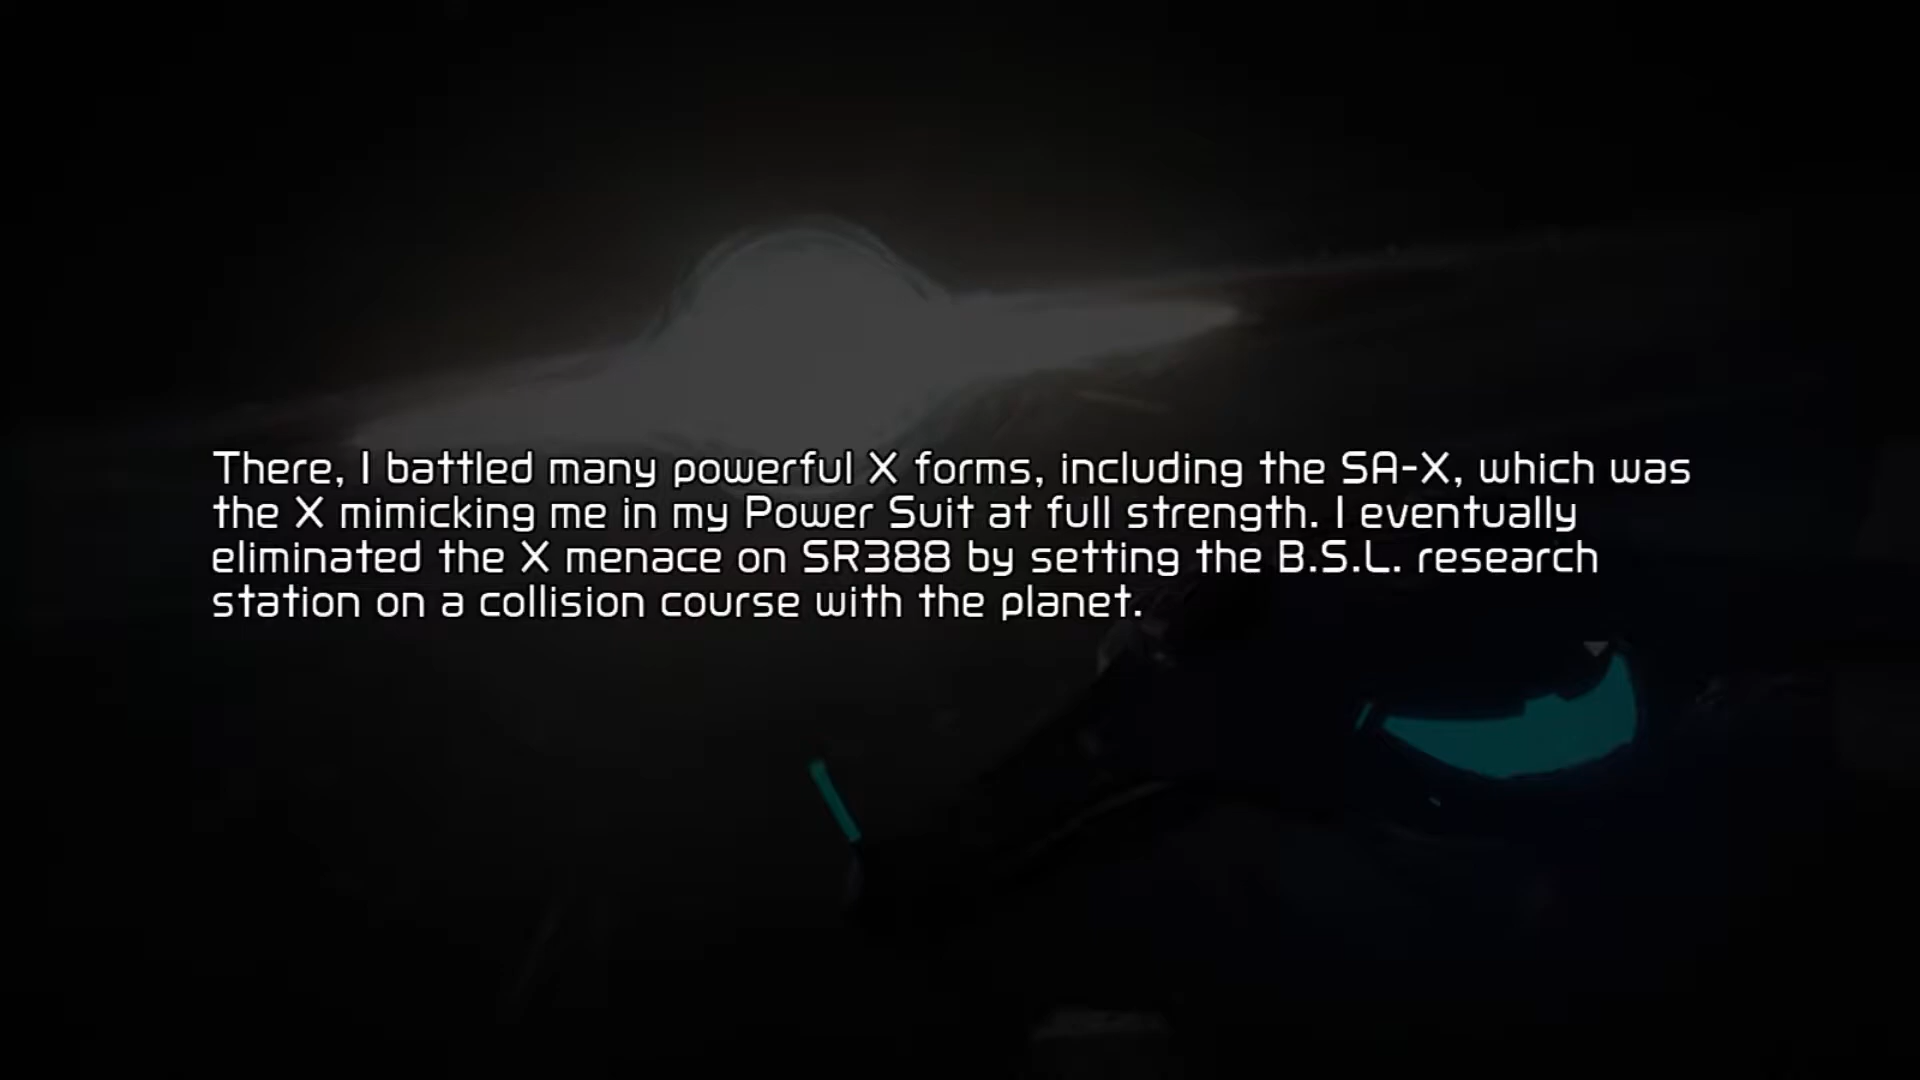 There, I battled many powerful X forms, including the SA-X, which was
the X mimicking me in my Power Suit at full strength. I eventually
eliminated the X menace on SR388 by setting the B.S.L. research
station on a collision course with the planet.